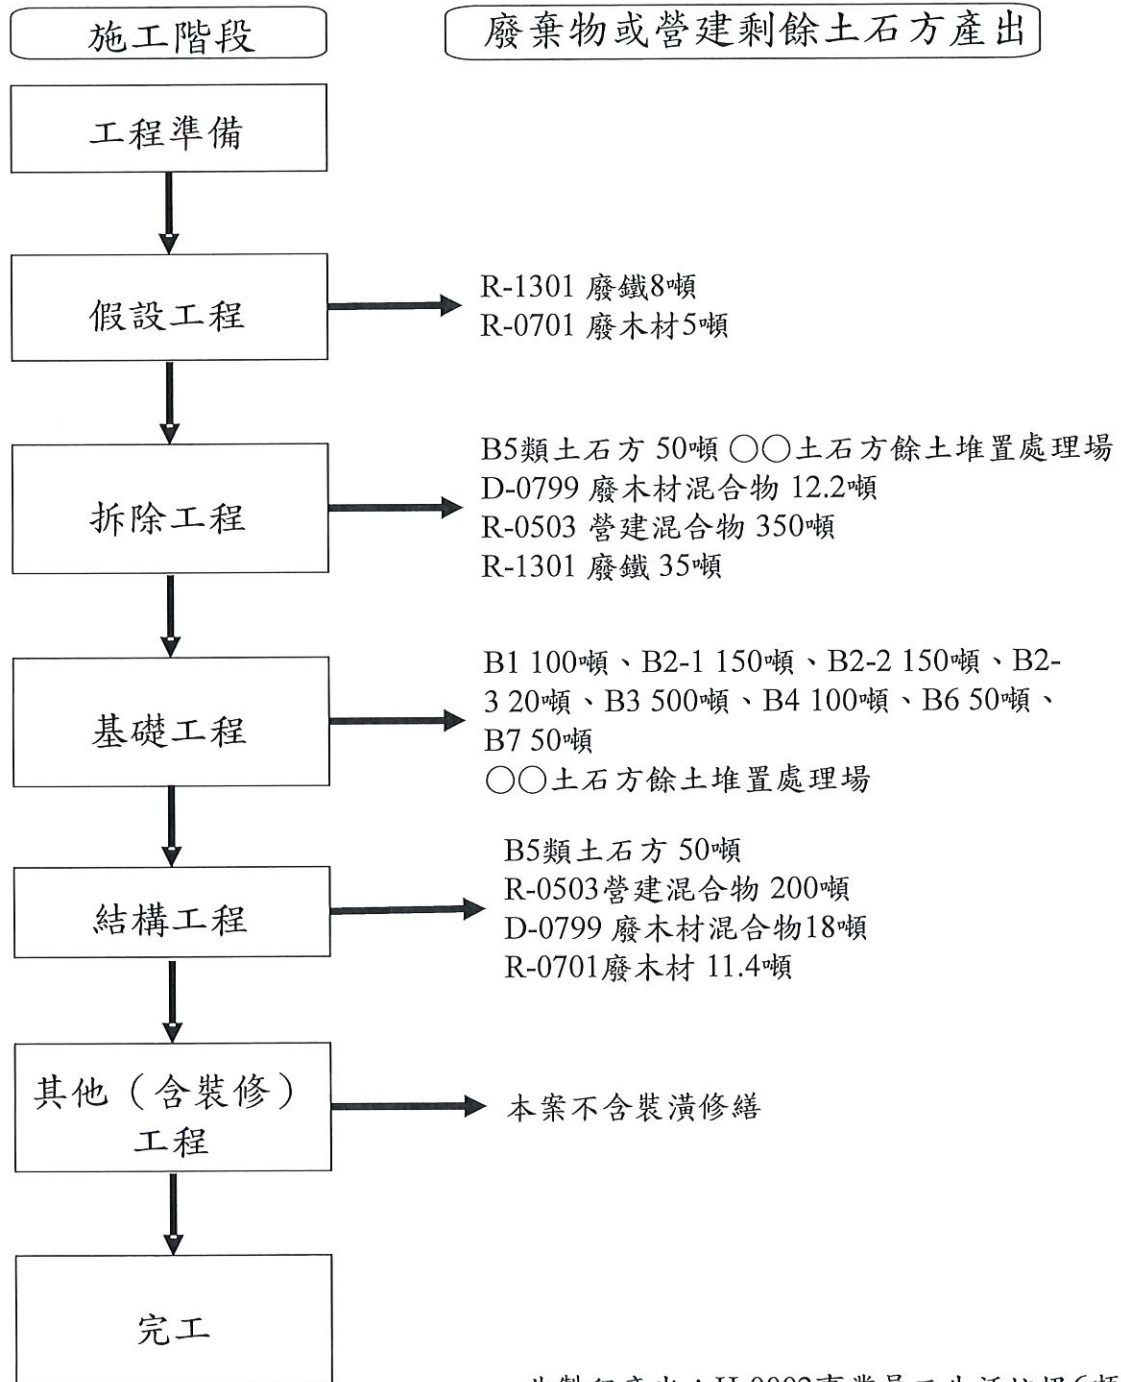 施工階段
廢棄物或營建剩餘土石方產出
工程準備
假設工程
R-1301 廢鐵8噸
R-0701 廢木材5噸
拆除工程
B5類土石方 50噸 ○○土石方餘土堆置處理場
D-0799 廢木材混合物 12.2噸
R-0503 營建混合物 350噸
R-1301 廢鐵 35噸
基礎工程
B1 100噸、B2-1 150噸、B2-2 150噸、B2-
3 20噸、B3 500噸、B4 100噸、B6 50噸、
B7 50噸
○○土石方餘土堆置處理場
結構工程
B5類土石方 50噸
R-0503營建混合物 200噸
D-0799 廢木材混合物18噸
R-0701廢木材 11.4噸
其他（含裝修）
工程
本案不含裝潢修繕
完工